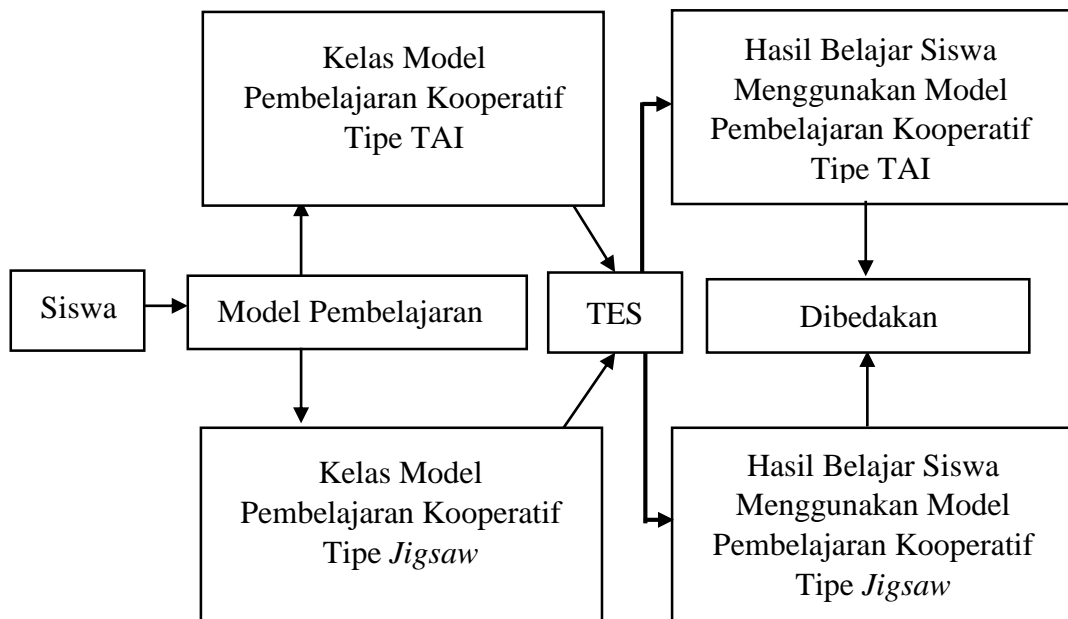 Kelas Model
Pembelajaran Kooperatif
Tipe TAI
Hasil Belajar Siswa
Menggunakan Model
Pembelajaran Kooperatif
Tipe TAI
Siswa
Model Pembelajaran
TES
Dibedakan
Kelas Model
Pembelajaran Kooperatif
Tipe Jigsaw
Hasil Belajar Siswa
Menggunakan Model
Pembelajaran Kooperatif
Tipe Jigsaw